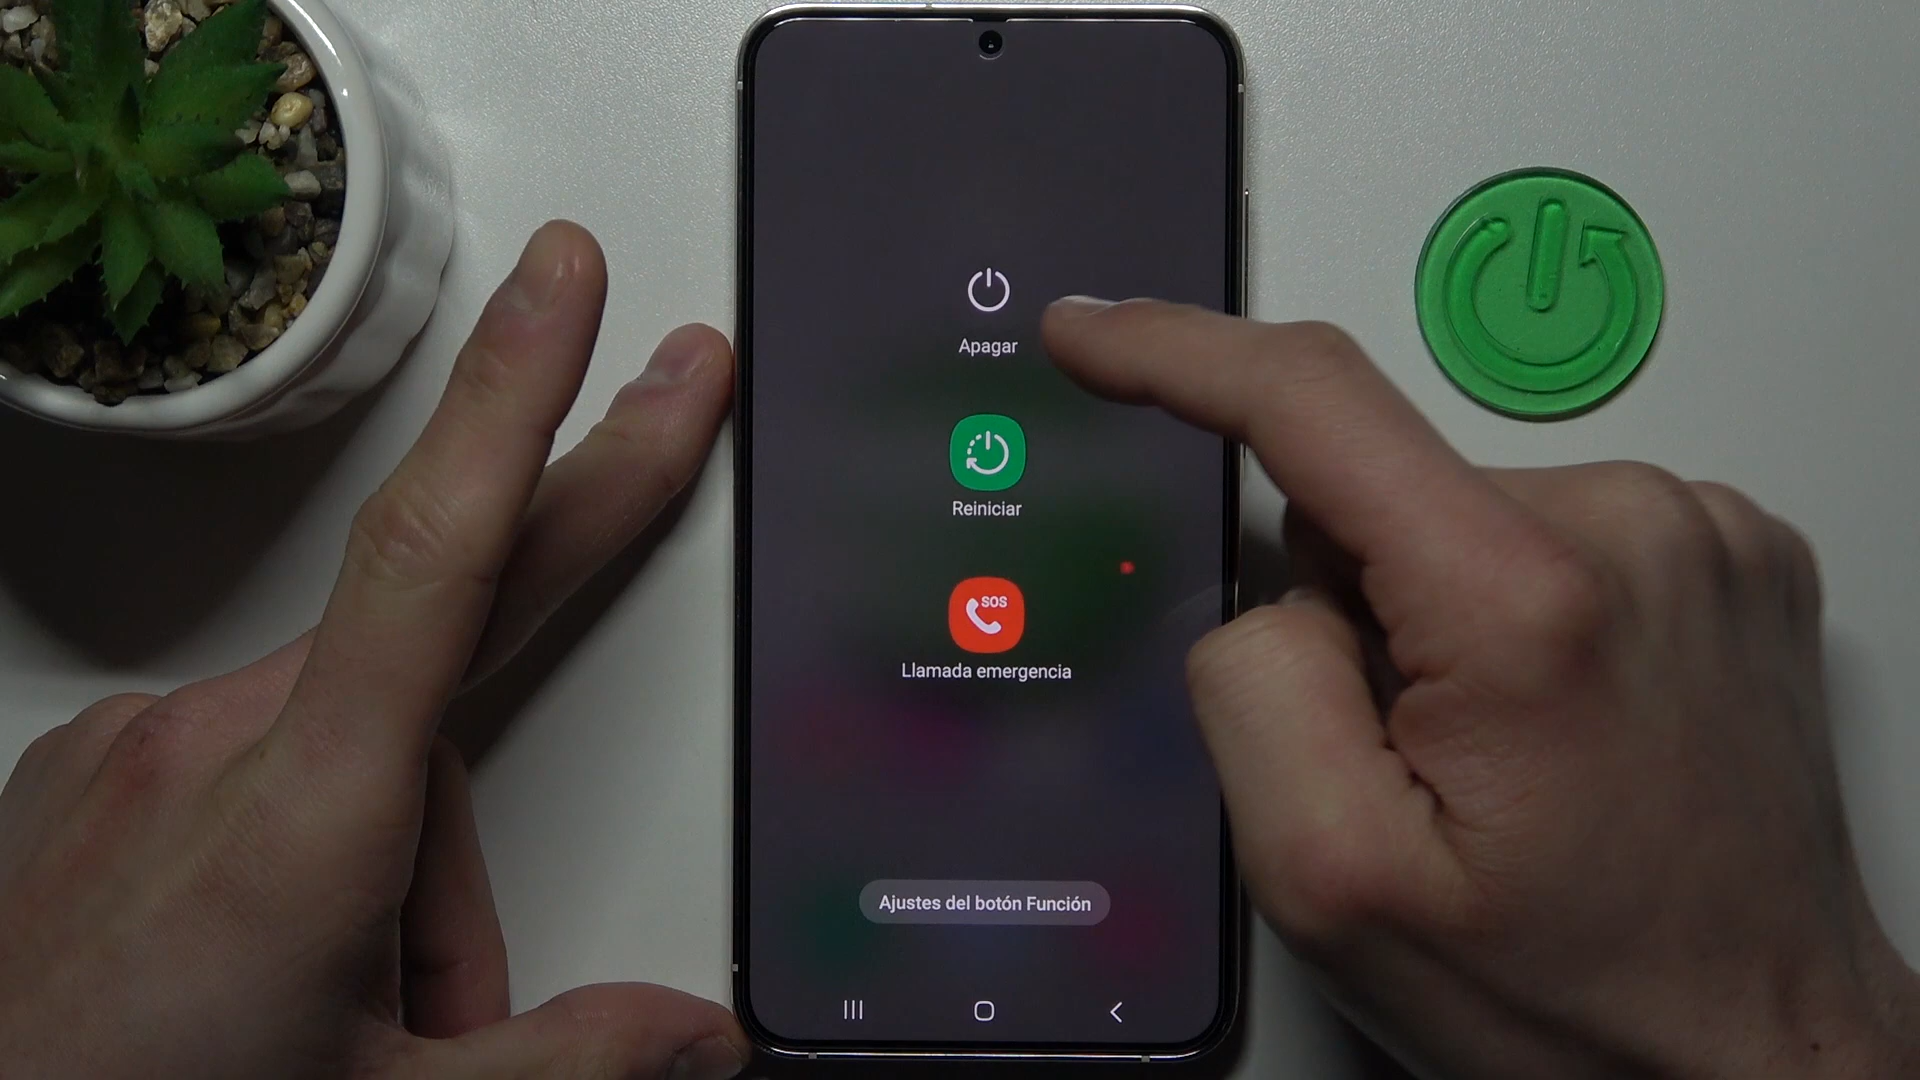 Apagar
Reiniciar
SOS
Llamada emergencia
Ajustes del botón Función